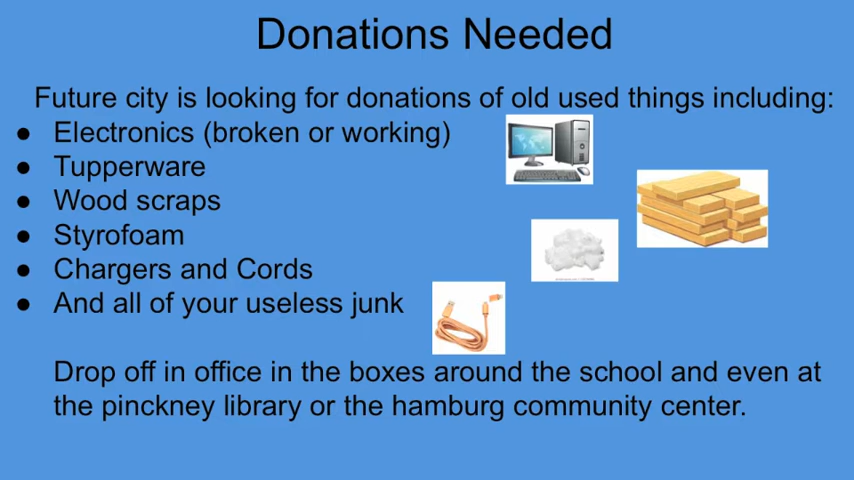 Donations Needed
Future city is looking for donations of old used things including:
● Electronics (broken or working)
● Tupperware
● Wood scraps
● Styrofoam
● Chargers and Cords
● And all of your useless junk
Drop off in office in the boxes around the school and even at
the pinckney library or the hamburg community center.